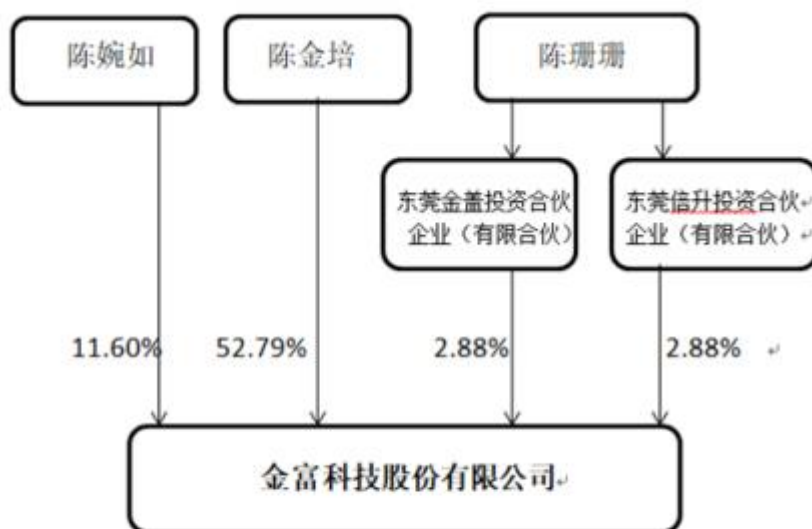 陈婉如
陈金培
陈珊珊
东莞金盖投资合伙
企业（有限合伙）
东莞信升投资合伙
企业（有限合伙）
11.60%
52.79%
2.88%
2.88%
金富科技股份有限公司